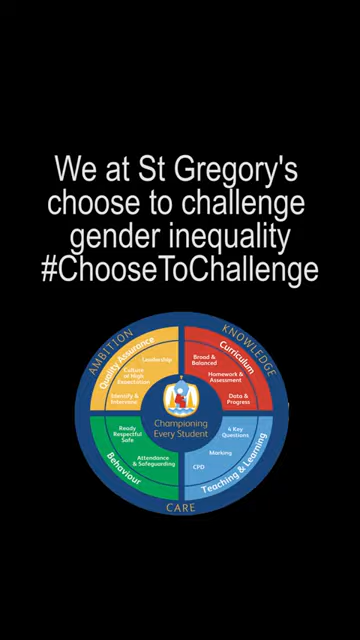 We at St Gregory's
choose to challenge
gender inequality
#ChooseToChallenge
AMBITION
KNOWLEDGE
CARE
Quality Assurance
Leadership
Culture
of High
Expectation
Identify &
Intervene
Curriculum
Broad &
Balanced
Homework &
Assessment
Data &
Progress
Championing
Every Student
Ready
Respectful
Safe
Attendance
& Safeguarding
Behaviour
4 Key
Questions
Marking
CPD
Teaching & Learning